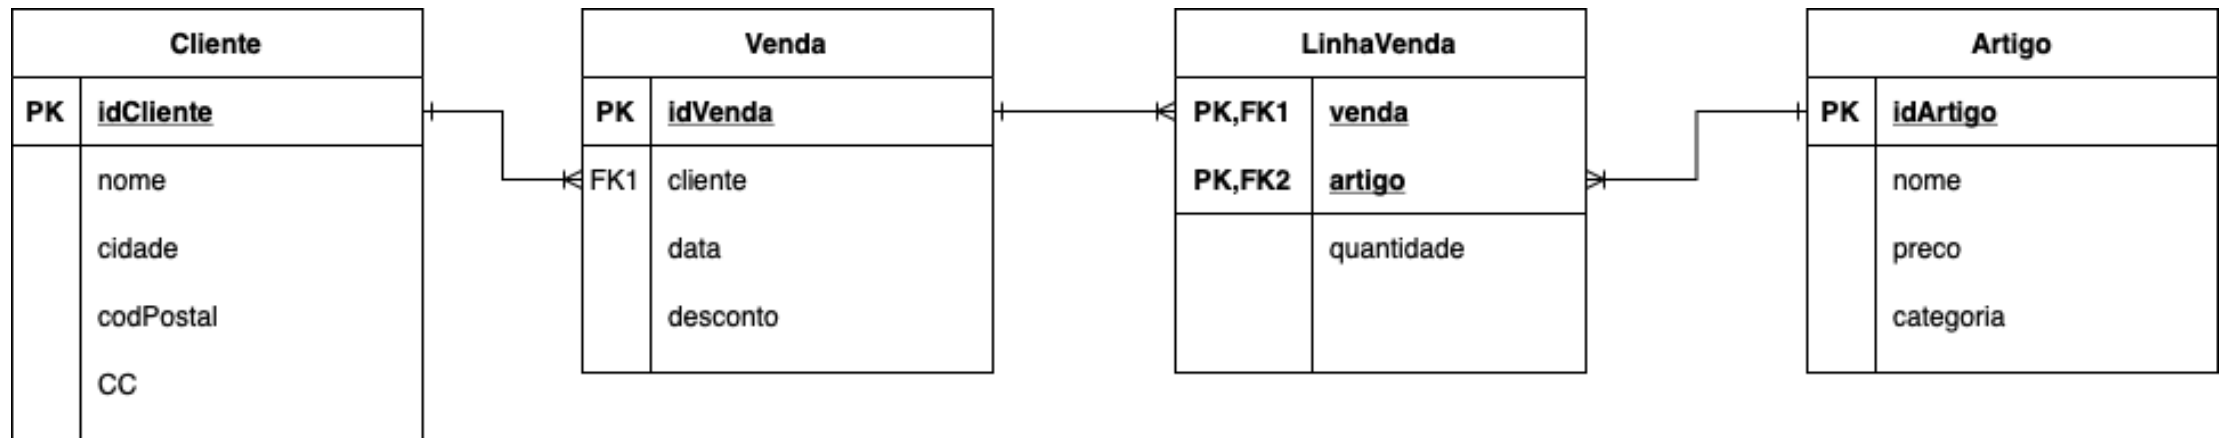 Cliente
PK idCliente
nome
cidade
codPostal
CC
Venda
PK idVenda
FK1 cliente
data
desconto
LinhaVenda
PK,FK1 venda
PK,FK2 artigo
quantidade
Artigo
PK idArtigo
nome
preco
categoria